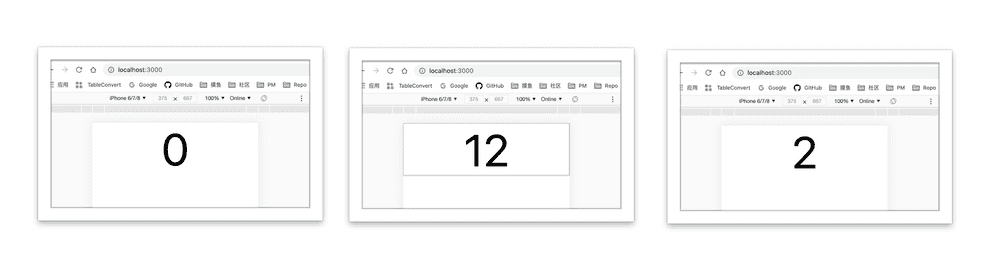 localhost:3000
应用 TableConvert Google GitHub 摸鱼 社区 PM Repo
iPhone 6/7/8 ▼ 375 × 667 100% ▼ Online ▼
0
localhost:3000
应用 TableConvert Google GitHub 摸鱼 社区 PM Repo
iPhone 6/7/8 ▼ 375 × 667 100% ▼ Online ▼
12
localhost:3000
应用 TableConvert Google GitHub 摸鱼 社区 PM Repo
iPhone 6/7/8 ▼ 375 × 667 100% ▼ Online ▼
2